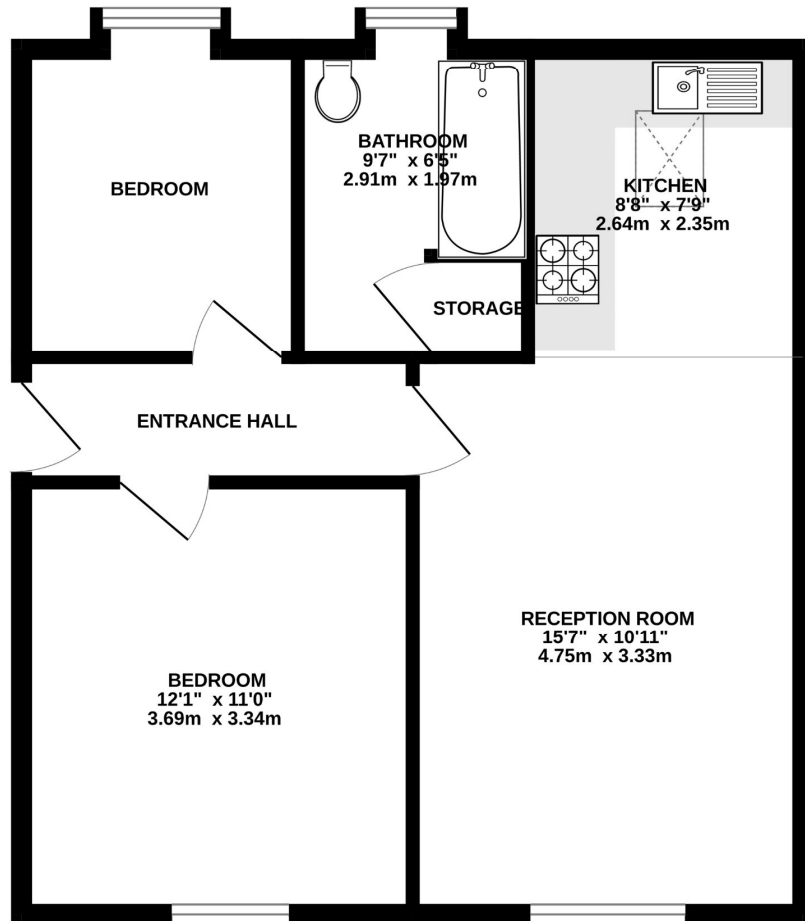 BATHROOM
9'7" x 6'5"
2.91m x 1.97m
BEDROOM
KITCHEN
8'8" x 7'9"
2.64m x 2.35m
STORAGE
ENTRANCE HALL
RECEPTION ROOM
15'7" x 10'11"
4.75m x 3.33m
BEDROOM
12'1" x 11'0"
3.69m x 3.34m